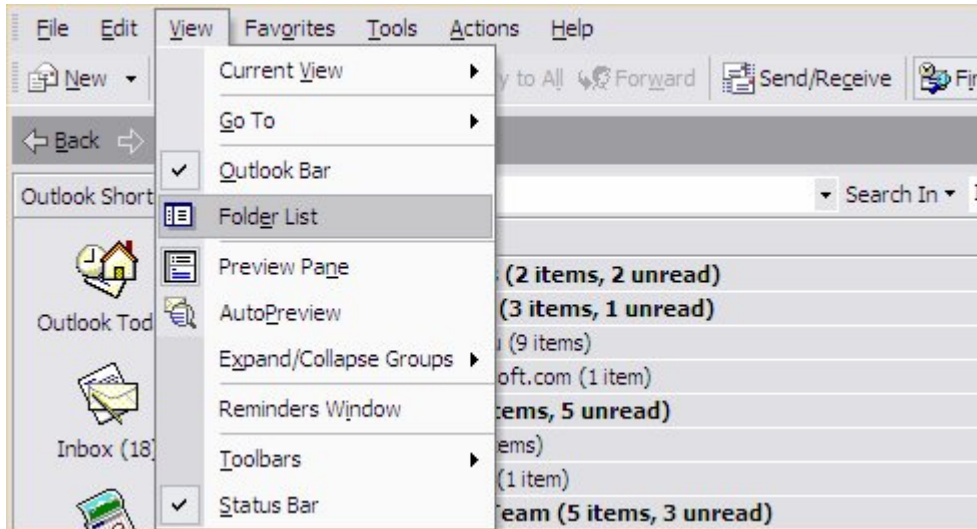 File Edit View Favorites Tools Actions Help
New y to All Forward Send/Receive Fin
Back
Outlook Short Search In
Current View
Go To
Outlook Bar
Folder List
Preview Pane
AutoPreview
Expand/Collapse Groups
Reminders Window
Toolbars
Status Bar
Outlook Tod
Inbox (18)
(2 items, 2 unread)
(3 items, 1 unread)
(9 items)
oft.com (1 item)
tems, 5 unread)
ems)
(1 item)
Team (5 items, 3 unread)